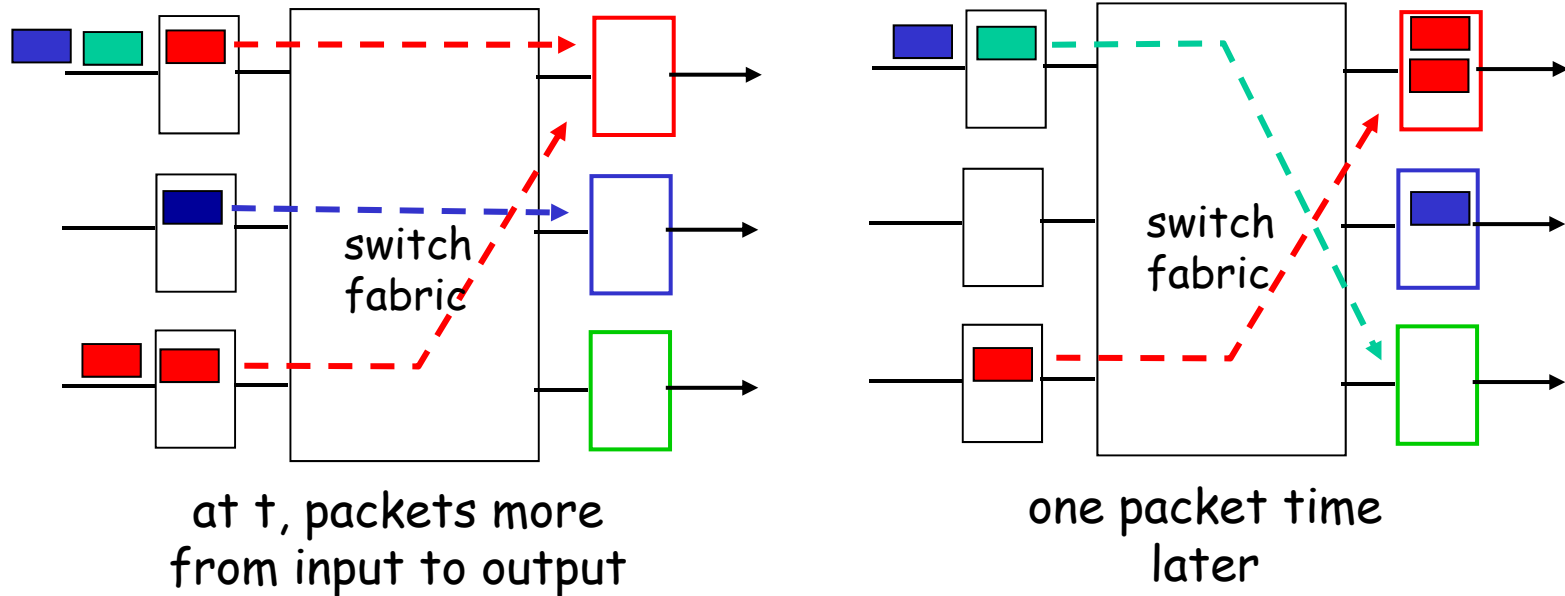 switch
fabric
at t, packets more
from input to output
switch
fabric
one packet time
later